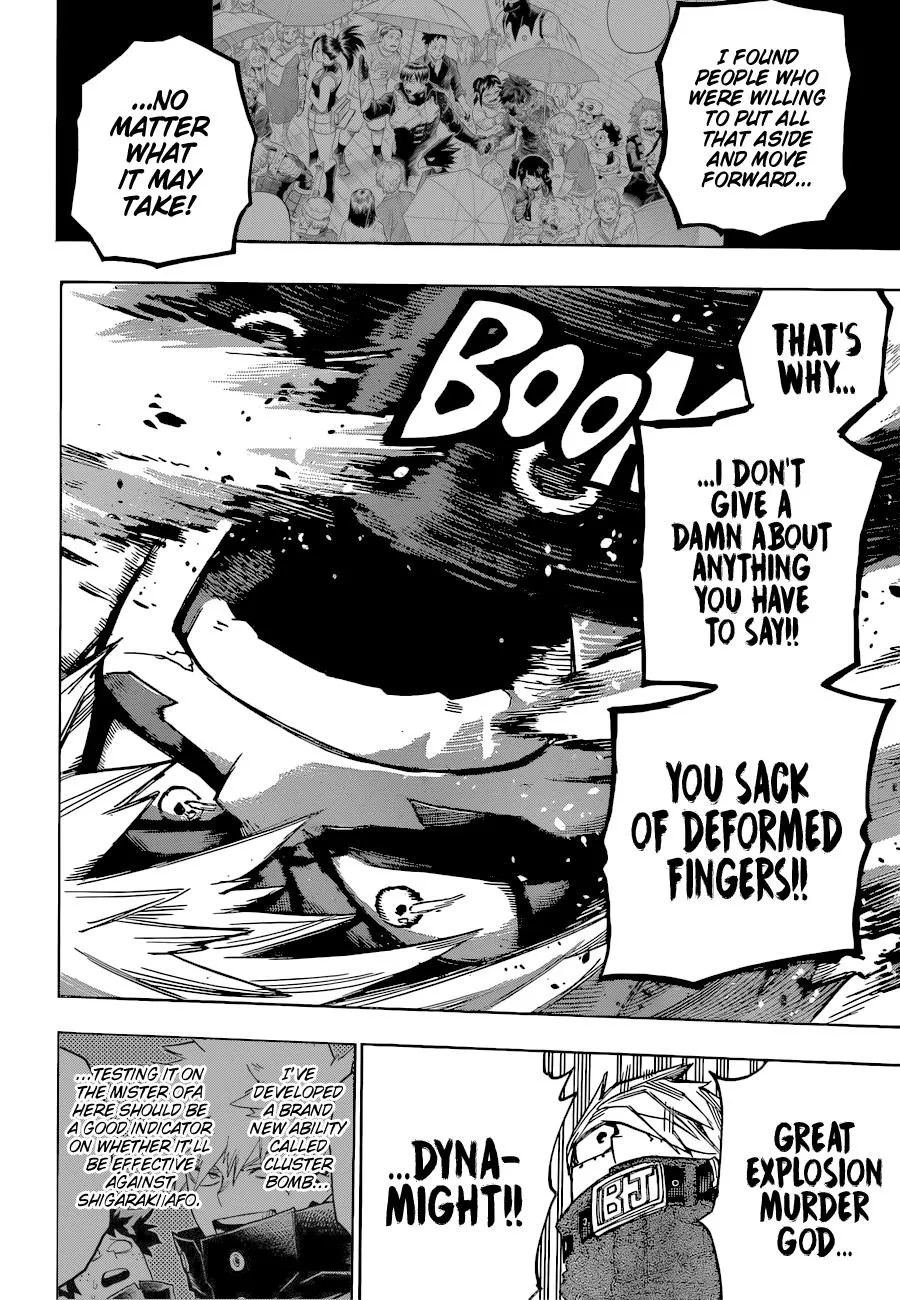 I FOUND
PEOPLE WHO
WERE WILLING
TO PUT ALL
THAT ASIDE
AND MOVE
FORWARD...
...NO
MATTER
WHAT
IT MAY
TAKE!
BOOM
THAT'S
WHY...
...I DON'T
GIVE A
DAMN ABOUT
ANYTHING
YOU HAVE
TO SAY!!
YOU SACK
OF DEFORMED
FINGERS!!
GREAT
EXPLOSION
MURDER
GOD...
BJ
...DYNA-
MIGHT!!
I'VE
DEVELOPED
A BRAND
NEW ABILITY
CALLED
CLUSTER
BOMB...
...TESTING IT ON
THE MISTER OFA
HERE SHOULD BE
A GOOD INDICATOR
ON WHETHER IT'LL
BE EFFECTIVE
AGAINST
SHIGARAKI/AFO.